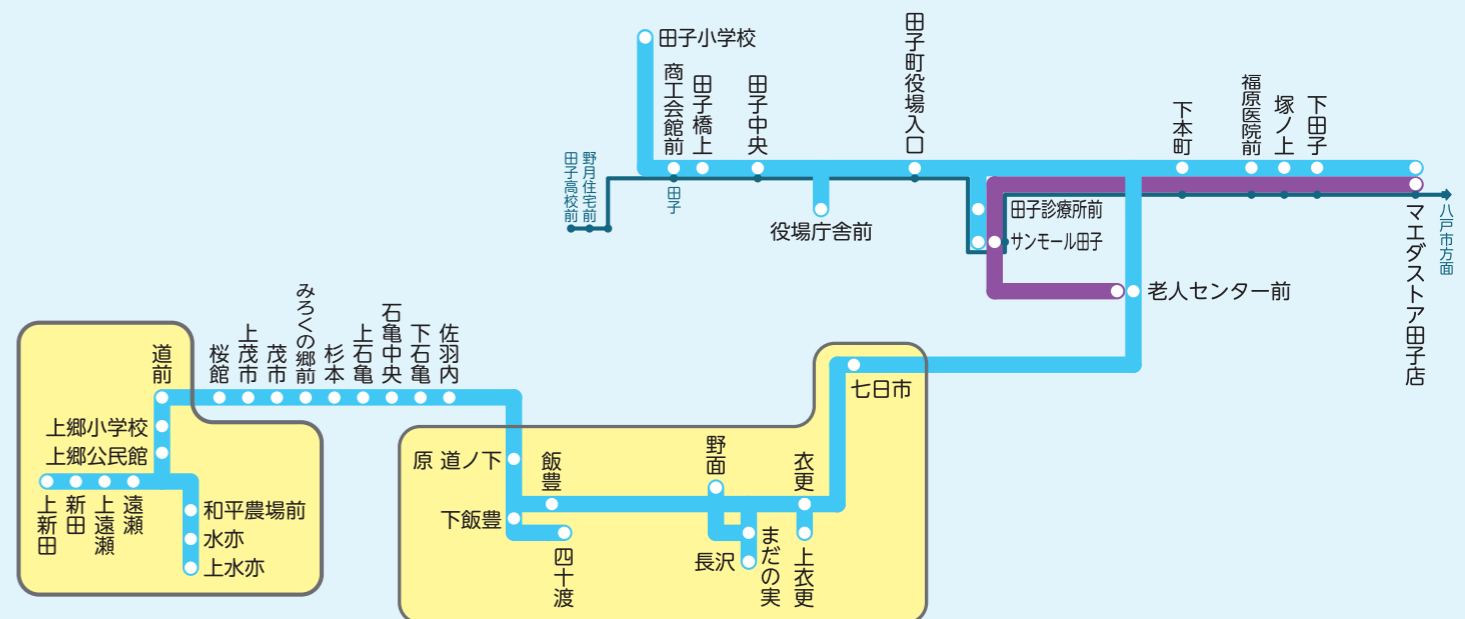 田子小学校
商工会館前
田子橋上
田子中央
田子町役場入口
下本町
福原医院前
塚ノ上
下田子
田子高校前
野月住宅前
田子
役場庁舎前
田子診療所前
サンモール田子
マエダストア田子店
八戸市方面
老人センター前
道前
桜館
上茂市
茂市
みろくの郷前
杉本
上石亀
石亀中央
下石亀
佐羽内
七日市
上郷小学校
上郷公民館
上新田
新田
上遠瀬
遠瀬
和平農場前
水亦
上水亦
原 道ノ下
飯豊
下飯豊
四十渡
野面
長沢
まだの実
衣更
上衣更